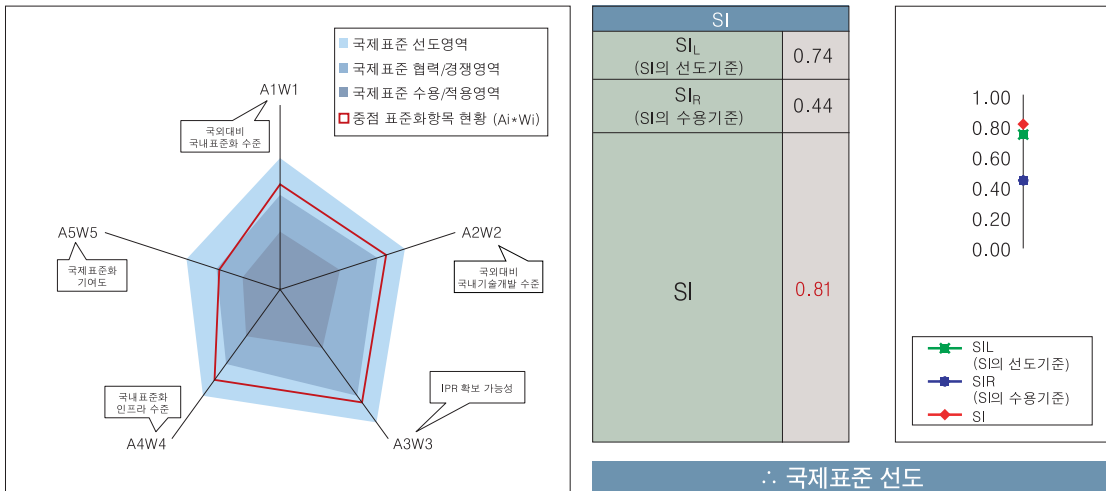 국제표준 선도영역
국제표준 협력/경쟁영역
국제표준 수용/적용영역
중점 표준화항목 현황 (Ai*Wi)
A1W1
국외대비
국내표준화 수준
A2W2
국외대비
국내기술개발 수준
IPR 확보 가능성
A3W3
국내표준화
인프라 수준
A4W4
A5W5
국제표준화
기여도
SI
SIL
(SI의 선도기준)
0.74
SIR
(SI의 수용기준)
0.44
SI
0.81
1.00
0.80
0.60
0.40
0.20
0.00
SIL
(SI의 선도기준)
SIR
(SI의 수용기준)
SI
∴ 국제표준 선도